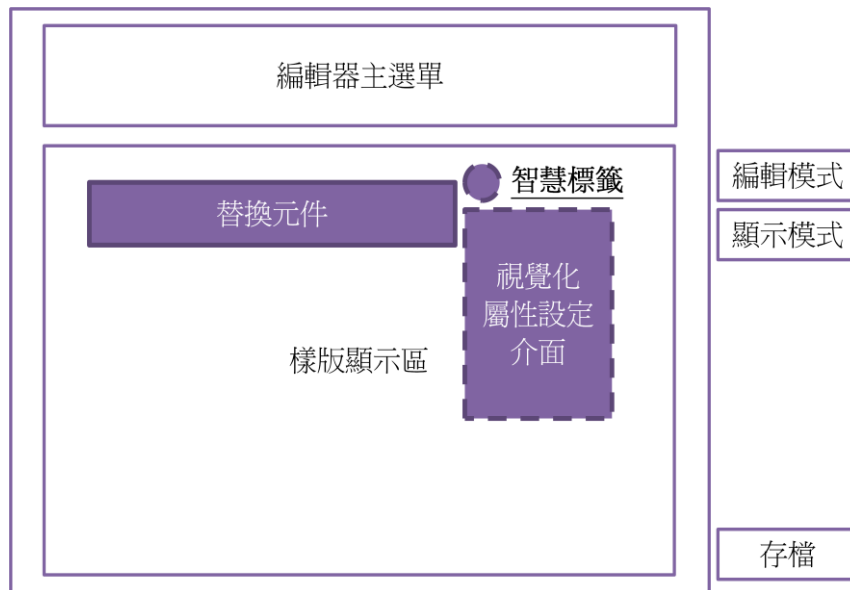 編輯器主選單
智慧標籤
編輯模式
替換元件
顯示模式
視覺化
屬性設定
介面
樣版顯示區
存檔